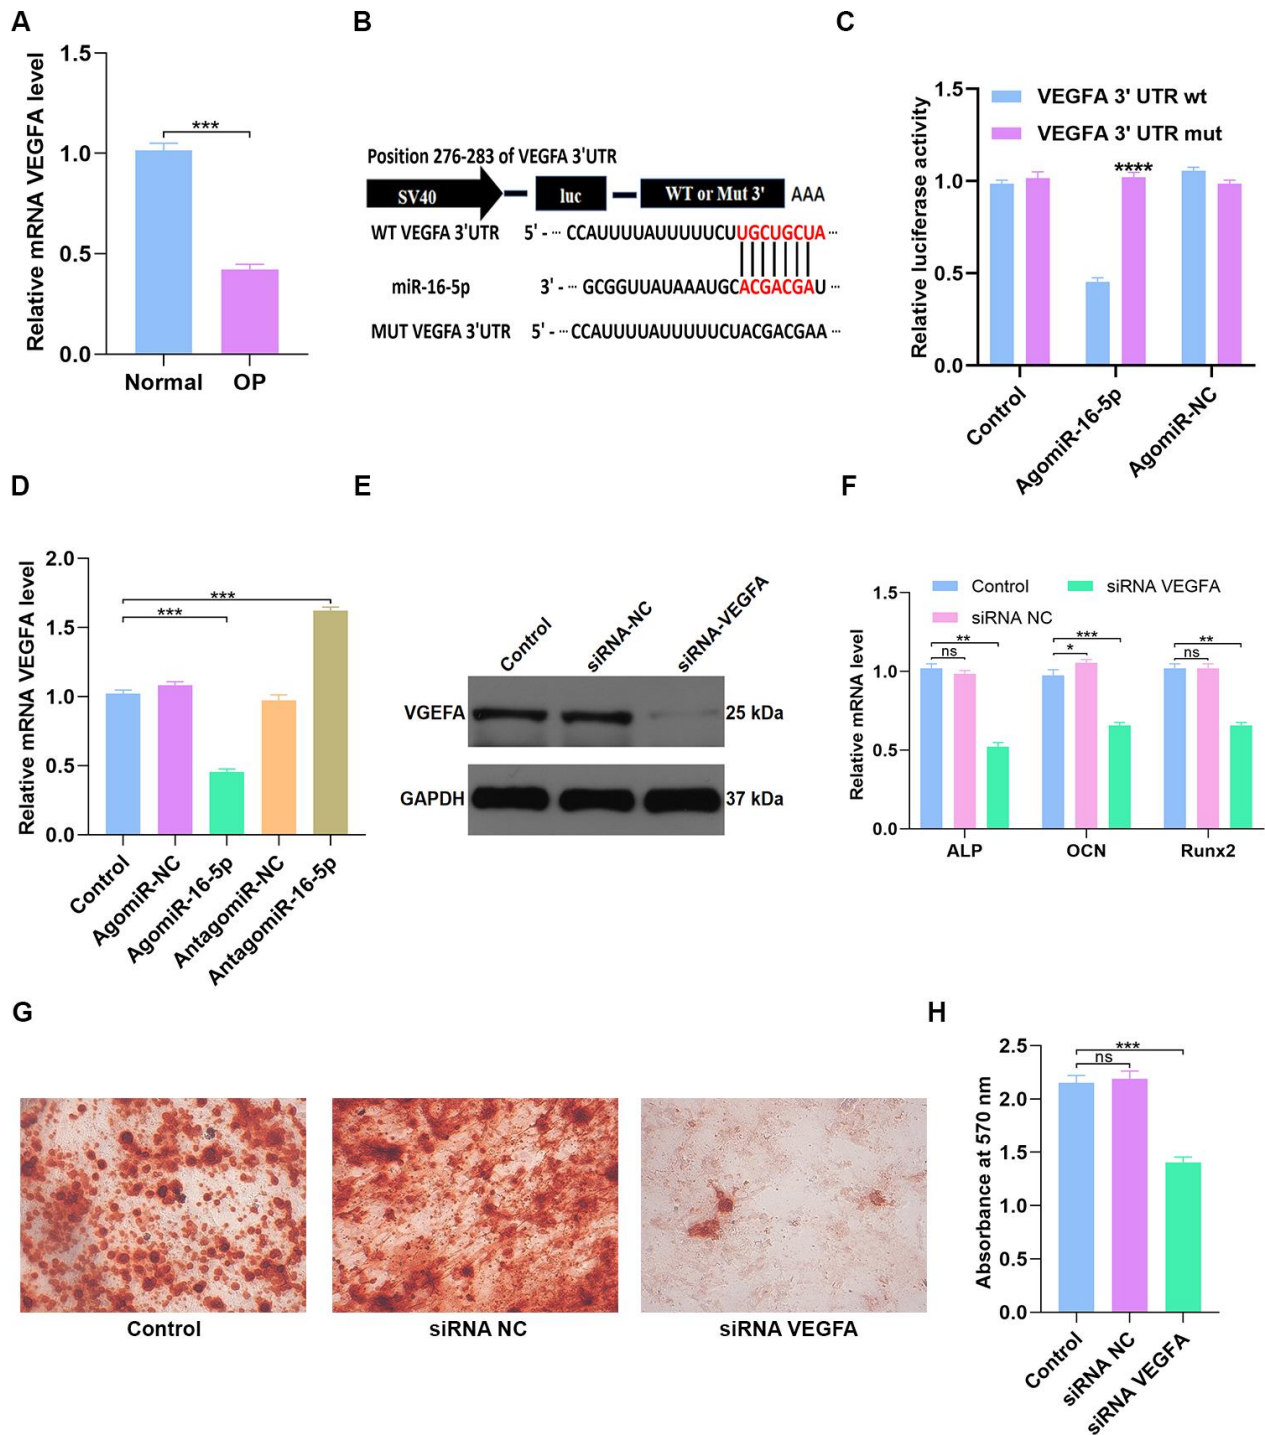 A
Relative mRNA VEGFA level
1.5
1.0
0.5
0.0
***
Normal OP
B
Position 276-283 of VEGFA 3'UTR
SV40 luc WT or Mut 3' AAA
WT VEGFA 3'UTR 5' - ··· CCAUUUUAUUUUUCUUGCUGCUA ···
miR-16-5p 3' - ··· GCGGUUAUAAAUGCACGACGAU ···
MUT VEGFA 3'UTR 5' - ··· CCAUUUUAUUUUUCUACGACGAA ···
C
Relative luciferase activity
1.5
1.0
0.5
0.0
VEGFA 3' UTR wt
VEGFA 3' UTR mut
****
Control
AgomiR-16-5p
AgomiR-NC
D
Relative mRNA VEGFA level
2.0
1.5
1.0
0.5
0.0
***
***
Control
AgomiR-NC
AgomiR-16-5p
AntagomiR-NC
AntagomiR-16-5p
E
Control
siRNA-NC
siRNA-VEGFA
VGEFA 25 kDa
GAPDH 37 kDa
F
Relative mRNA level
1.5
1.0
0.5
0.0
Control siRNA VEGFA
siRNA NC
** *** **
ns * ns
ALP OCN Runx2
G
Control siRNA NC siRNA VEGFA
H
Absorbance at 570 nm
2.5
2.0
1.5
1.0
0.5
0.0
***
ns
Control
siRNA NC
siRNA VEGFA